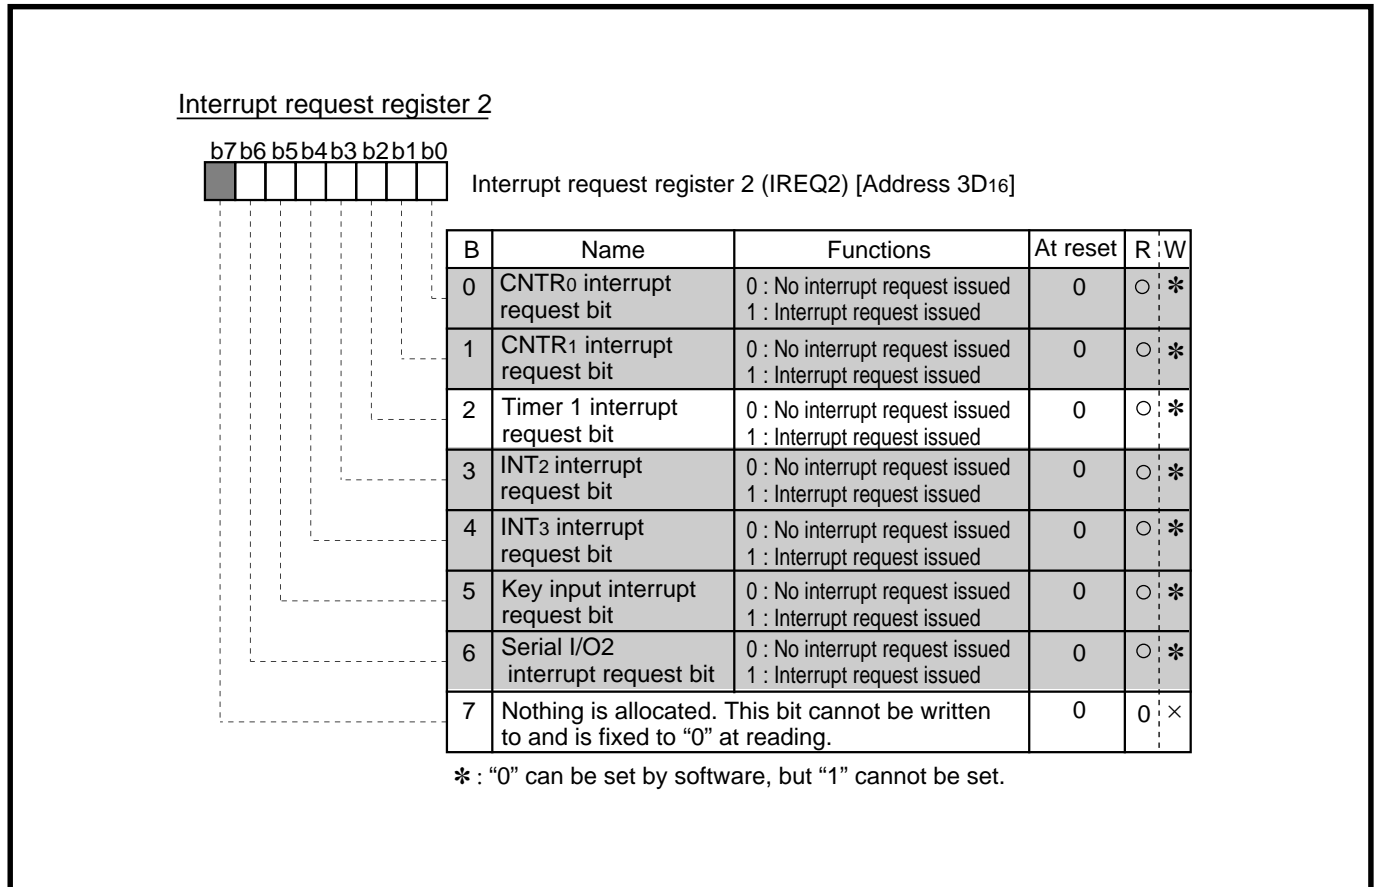 Interrupt request register 2
b7 b6 b5 b4 b3 b2 b1 b0
Interrupt request register 2 (IREQ2) [Address 3D16]
B Name Functions At reset R W
0 CNTR0 interrupt request bit 0 : No interrupt request issued 1 : Interrupt request issued 0 ○ ✻
1 CNTR1 interrupt request bit 0 : No interrupt request issued 1 : Interrupt request issued 0 ○ ✻
2 Timer 1 interrupt request bit 0 : No interrupt request issued 1 : Interrupt request issued 0 ○ ✻
3 INT2 interrupt request bit 0 : No interrupt request issued 1 : Interrupt request issued 0 ○ ✻
4 INT3 interrupt request bit 0 : No interrupt request issued 1 : Interrupt request issued 0 ○ ✻
5 Key input interrupt request bit 0 : No interrupt request issued 1 : Interrupt request issued 0 ○ ✻
6 Serial I/O2 interrupt request bit 0 : No interrupt request issued 1 : Interrupt request issued 0 ○ ✻
7 Nothing is allocated. This bit cannot be written to and is fixed to “0” at reading. 0 0 ×
✻ : “0” can be set by software, but “1” cannot be set.